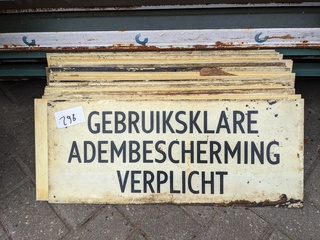 296
GEBRUIKSKLARE
ADEMBESCHERMING
VERPLICHT